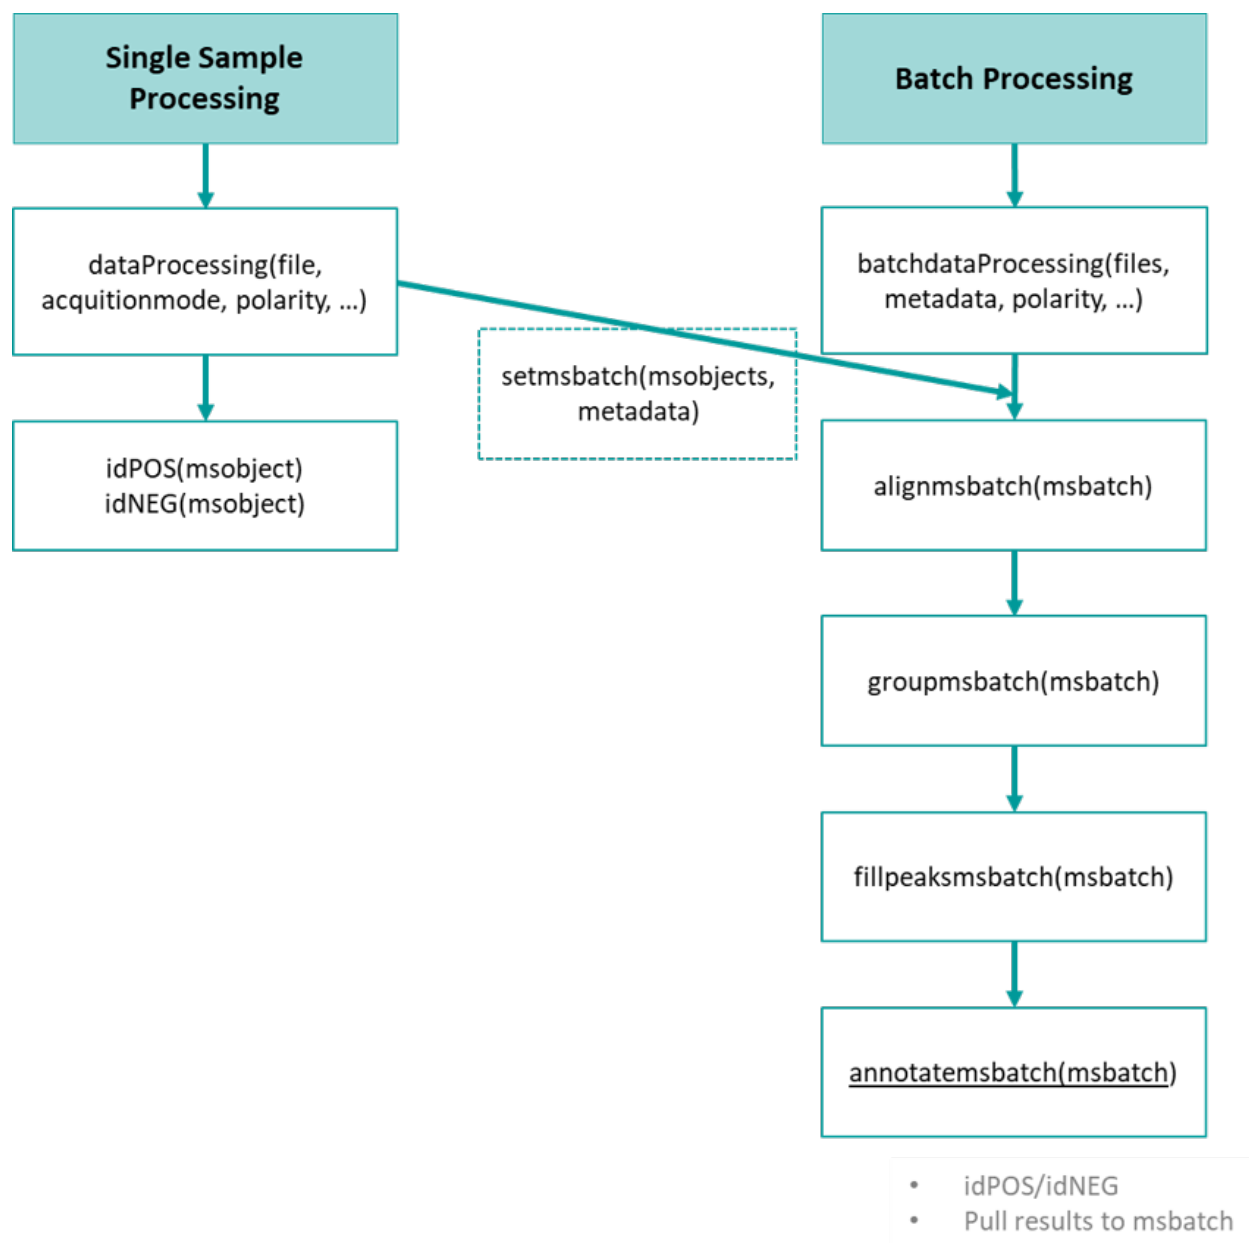 Single Sample
Processing
Batch Processing
dataProcessing(file,
acquitionmode, polarity, ...)
batchdataProcessing(files,
metadata, polarity, ...)
setmsbatch(msobjects,
metadata)
idPOS(msobject)
idNEG(msobject)
alignmsbatch(msbatch)
groupmsbatch(msbatch)
fillpeaksmsbatch(msbatch)
annotatemsbatch(msbatch)
• idPOS/idNEG
• Pull results to msbatch